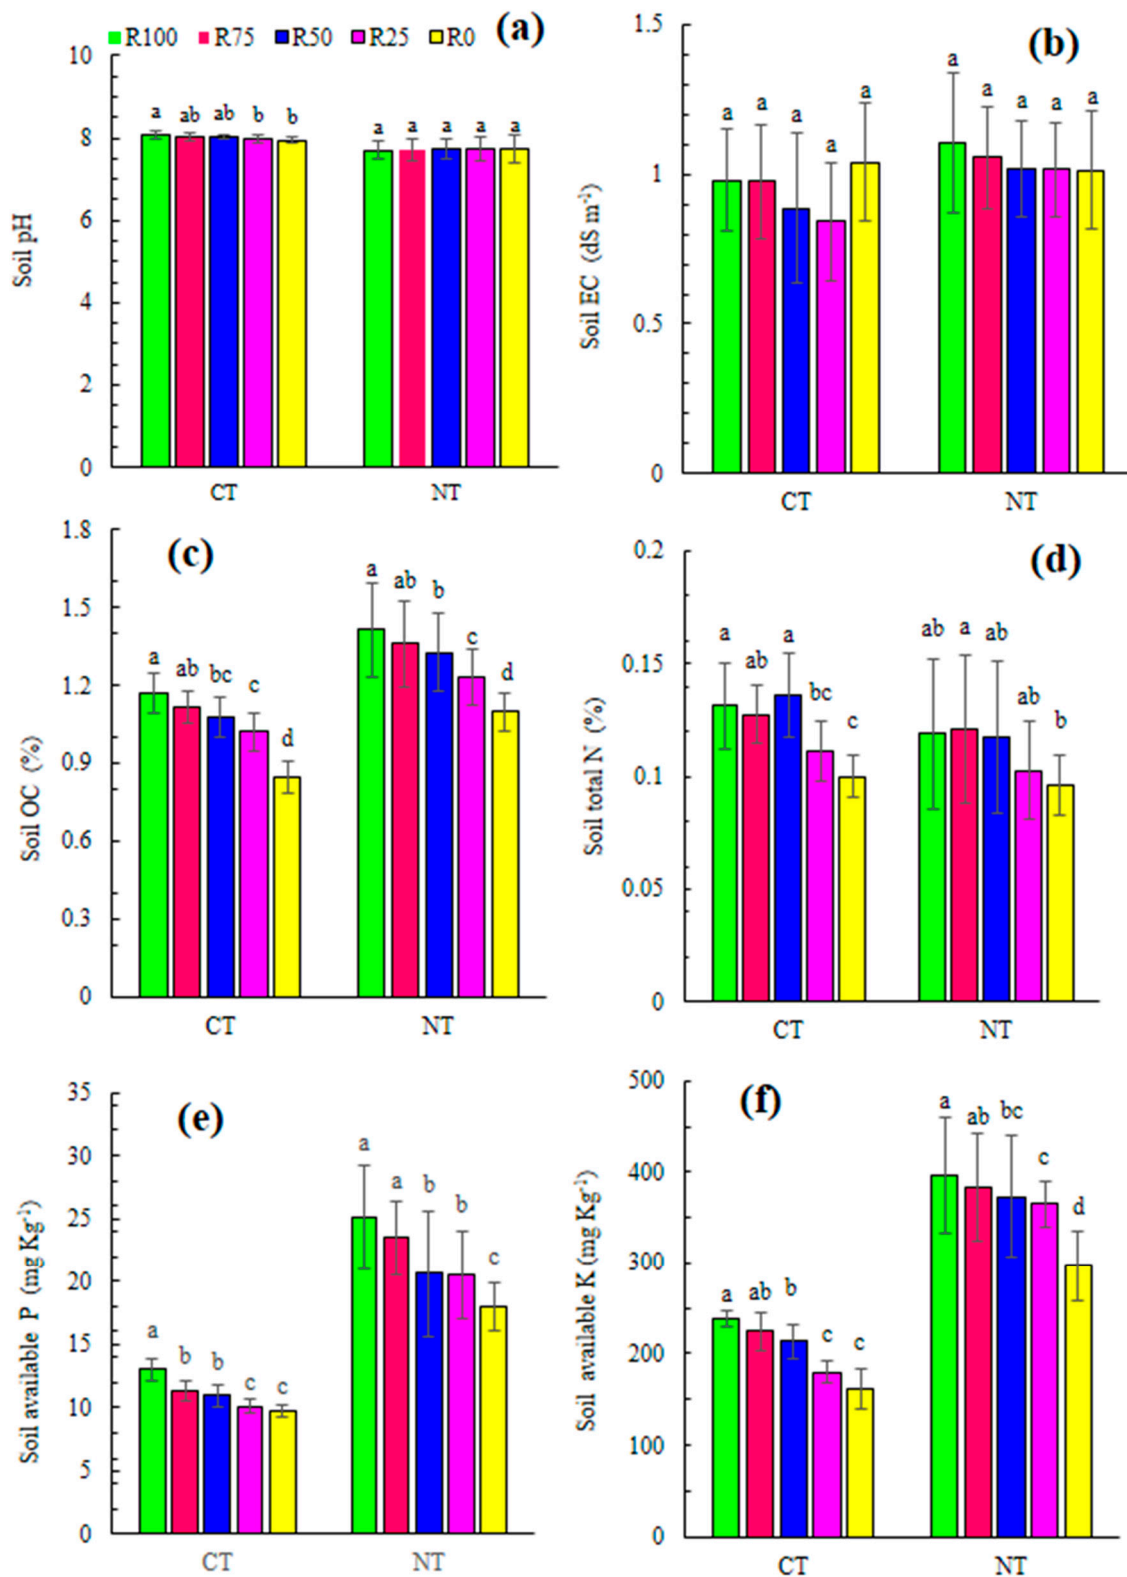 R100 R75 R50 R25 R0
(a)
10
8
6
4
2
0
Soil pH
a ab ab b b
a a a a a
CT NT
(b)
1.5
1
0.5
0
Soil EC (dS m-1)
a a a a a
a a a a a
CT NT
(c)
1.8
1.5
1.2
0.9
0.6
0.3
0
Soil OC (%)
a ab bc c d
a ab b c d
CT NT
(d)
0.2
0.15
0.1
0.05
0
Soil total N (%)
a ab a bc c
ab a ab ab b
CT NT
(e)
35
30
25
20
15
10
5
0
Soil available P (mg Kg-1)
a b b c c
a a b b c
CT NT
(f)
500
400
300
200
100
0
Soil available K (mg Kg-1)
a ab b c c
a ab bc c d
CT NT